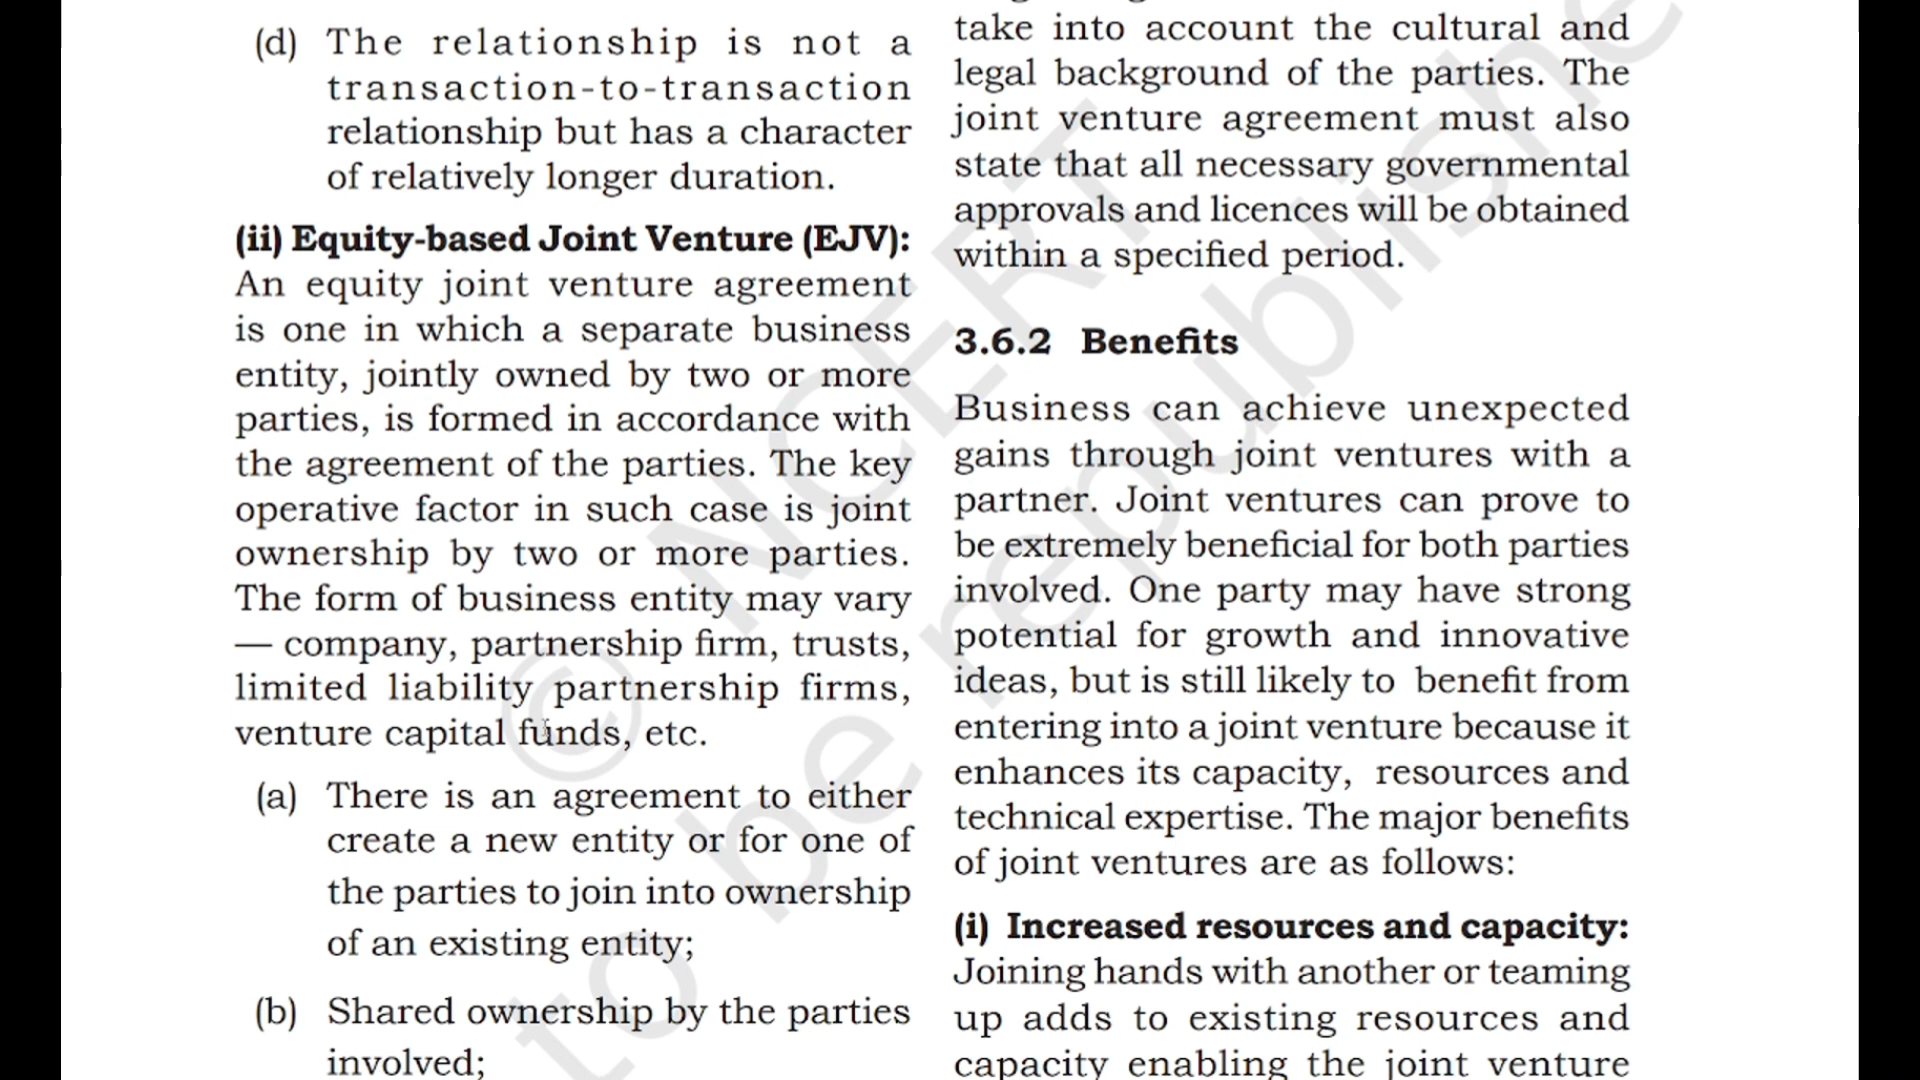 (d) The relationship is not a
transaction-to-transaction
relationship but has a character
of relatively longer duration.
(ii) Equity-based Joint Venture (EJV):
An equity joint venture agreement
is one in which a separate business
entity, jointly owned by two or more
parties, is formed in accordance with
the agreement of the parties. The key
operative factor in such case is joint
ownership by two or more parties.
The form of business entity may vary
— company, partnership firm, trusts,
limited liability partnership firms,
venture capital funds, etc.
(a) There is an agreement to either
create a new entity or for one of
the parties to join into ownership
of an existing entity;
(b) Shared ownership by the parties
involved;
take into account the cultural and
legal background of the parties. The
joint venture agreement must also
state that all necessary governmental
approvals and licences will be obtained
within a specified period.
3.6.2 Benefits
Business can achieve unexpected
gains through joint ventures with a
partner. Joint ventures can prove to
be extremely beneficial for both parties
involved. One party may have strong
potential for growth and innovative
ideas, but is still likely to benefit from
entering into a joint venture because it
enhances its capacity, resources and
technical expertise. The major benefits
of joint ventures are as follows:
(i) Increased resources and capacity:
Joining hands with another or teaming
up adds to existing resources and
capacity enabling the joint venture
© NCERT
to be republishe